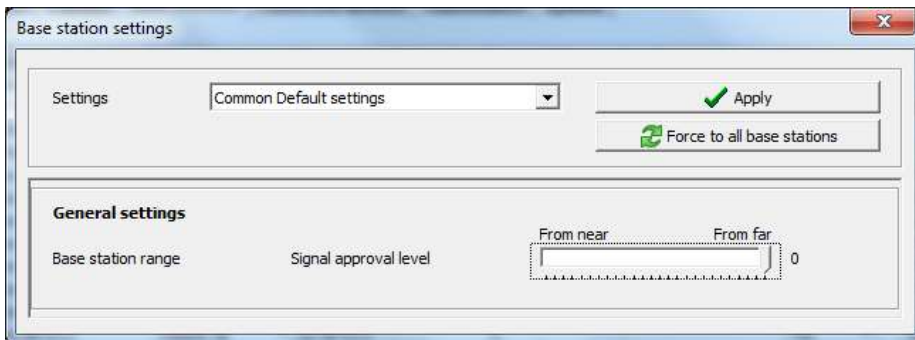 Base station settings
Settings
Common Default settings
Apply
Force to all base stations
General settings
From near From far
Base station range Signal approval level 0